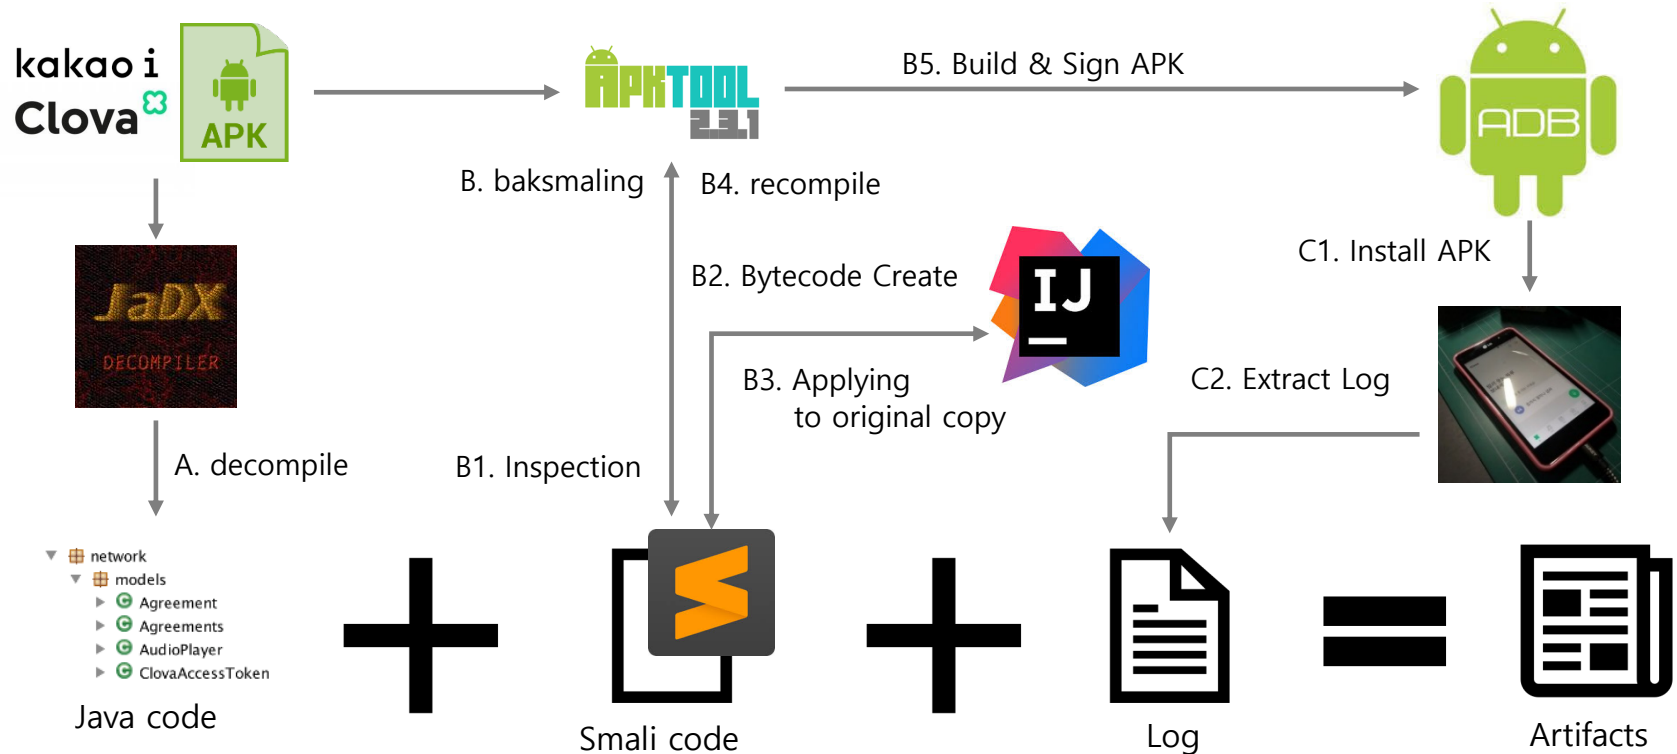 kakao i
Clova
APK
APKTOOL
2.3.1
B5. Build & Sign APK
ADB
B. baksmaling
B4. recompile
JaDX
DECOMPILER
B2. Bytecode Create
IJ
C1. Install APK
B3. Applying
to original copy
C2. Extract Log
A. decompile
B1. Inspection
network
models
Agreement
Agreements
AudioPlayer
ClovaAccessToken
Java code
Smali code
Log
Artifacts